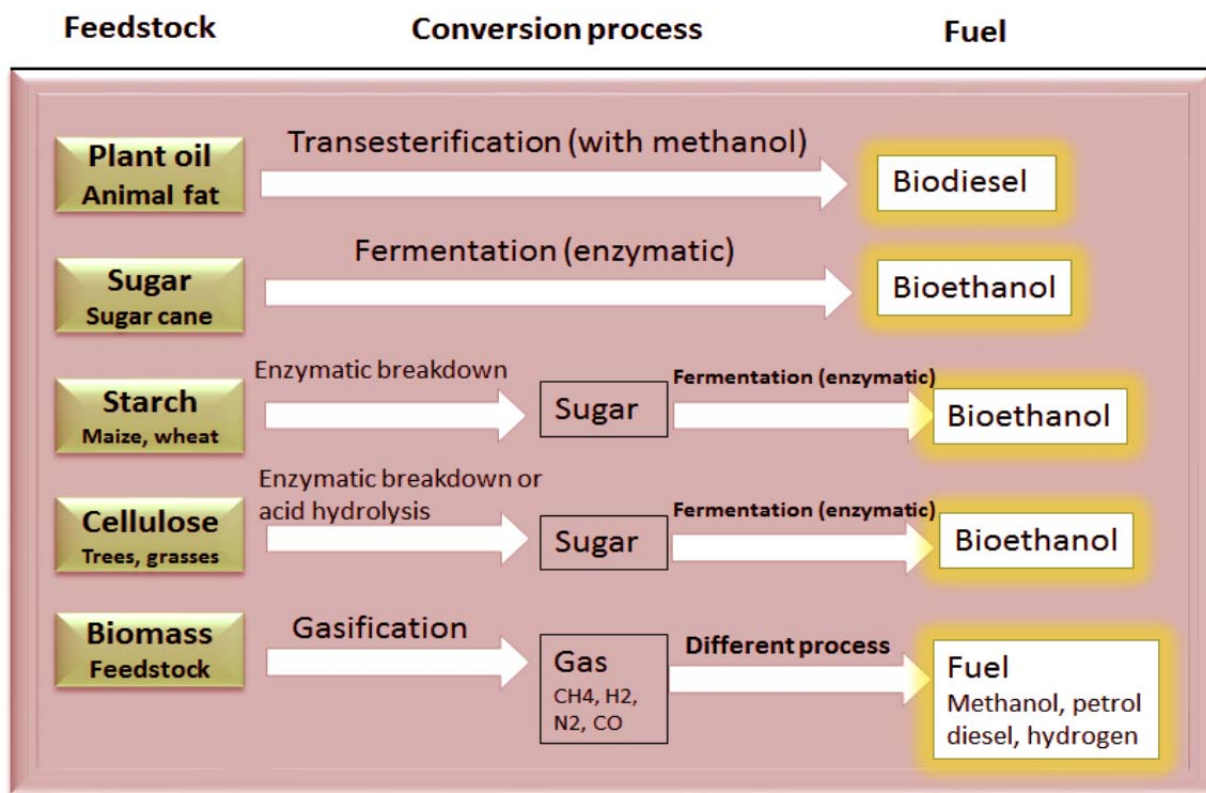 Feedstock
Conversion process
Fuel
Plant oil
Animal fat
Transesterification (with methanol)
Biodiesel
Sugar
Sugar cane
Fermentation (enzymatic)
Bioethanol
Starch
Maize, wheat
Enzymatic breakdown
Sugar
Fermentation (enzymatic)
Bioethanol
Cellulose
Trees, grasses
Enzymatic breakdown or
acid hydrolysis
Sugar
Fermentation (enzymatic)
Bioethanol
Biomass
Feedstock
Gasification
Gas
CH4, H2,
N2, CO
Different process
Fuel
Methanol, petrol
diesel, hydrogen